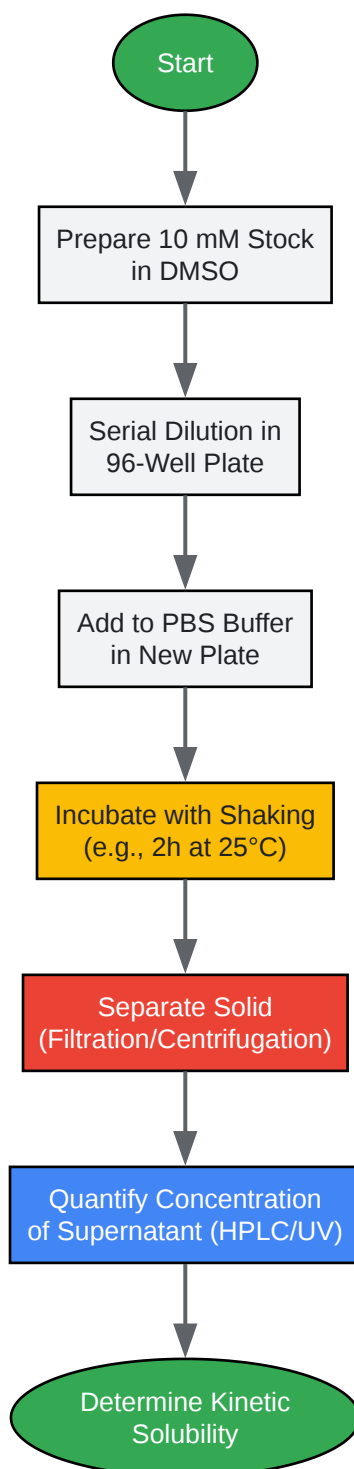 Start
Prepare 10 mM Stock
in DMSO
Serial Dilution in
96-Well Plate
Add to PBS Buffer
in New Plate
Incubate with Shaking
(e.g., 2h at 25°C)
Separate Solid
(Filtration/Centrifugation)
Quantify Concentration
of Supernatant (HPLC/UV)
Determine Kinetic
Solubility